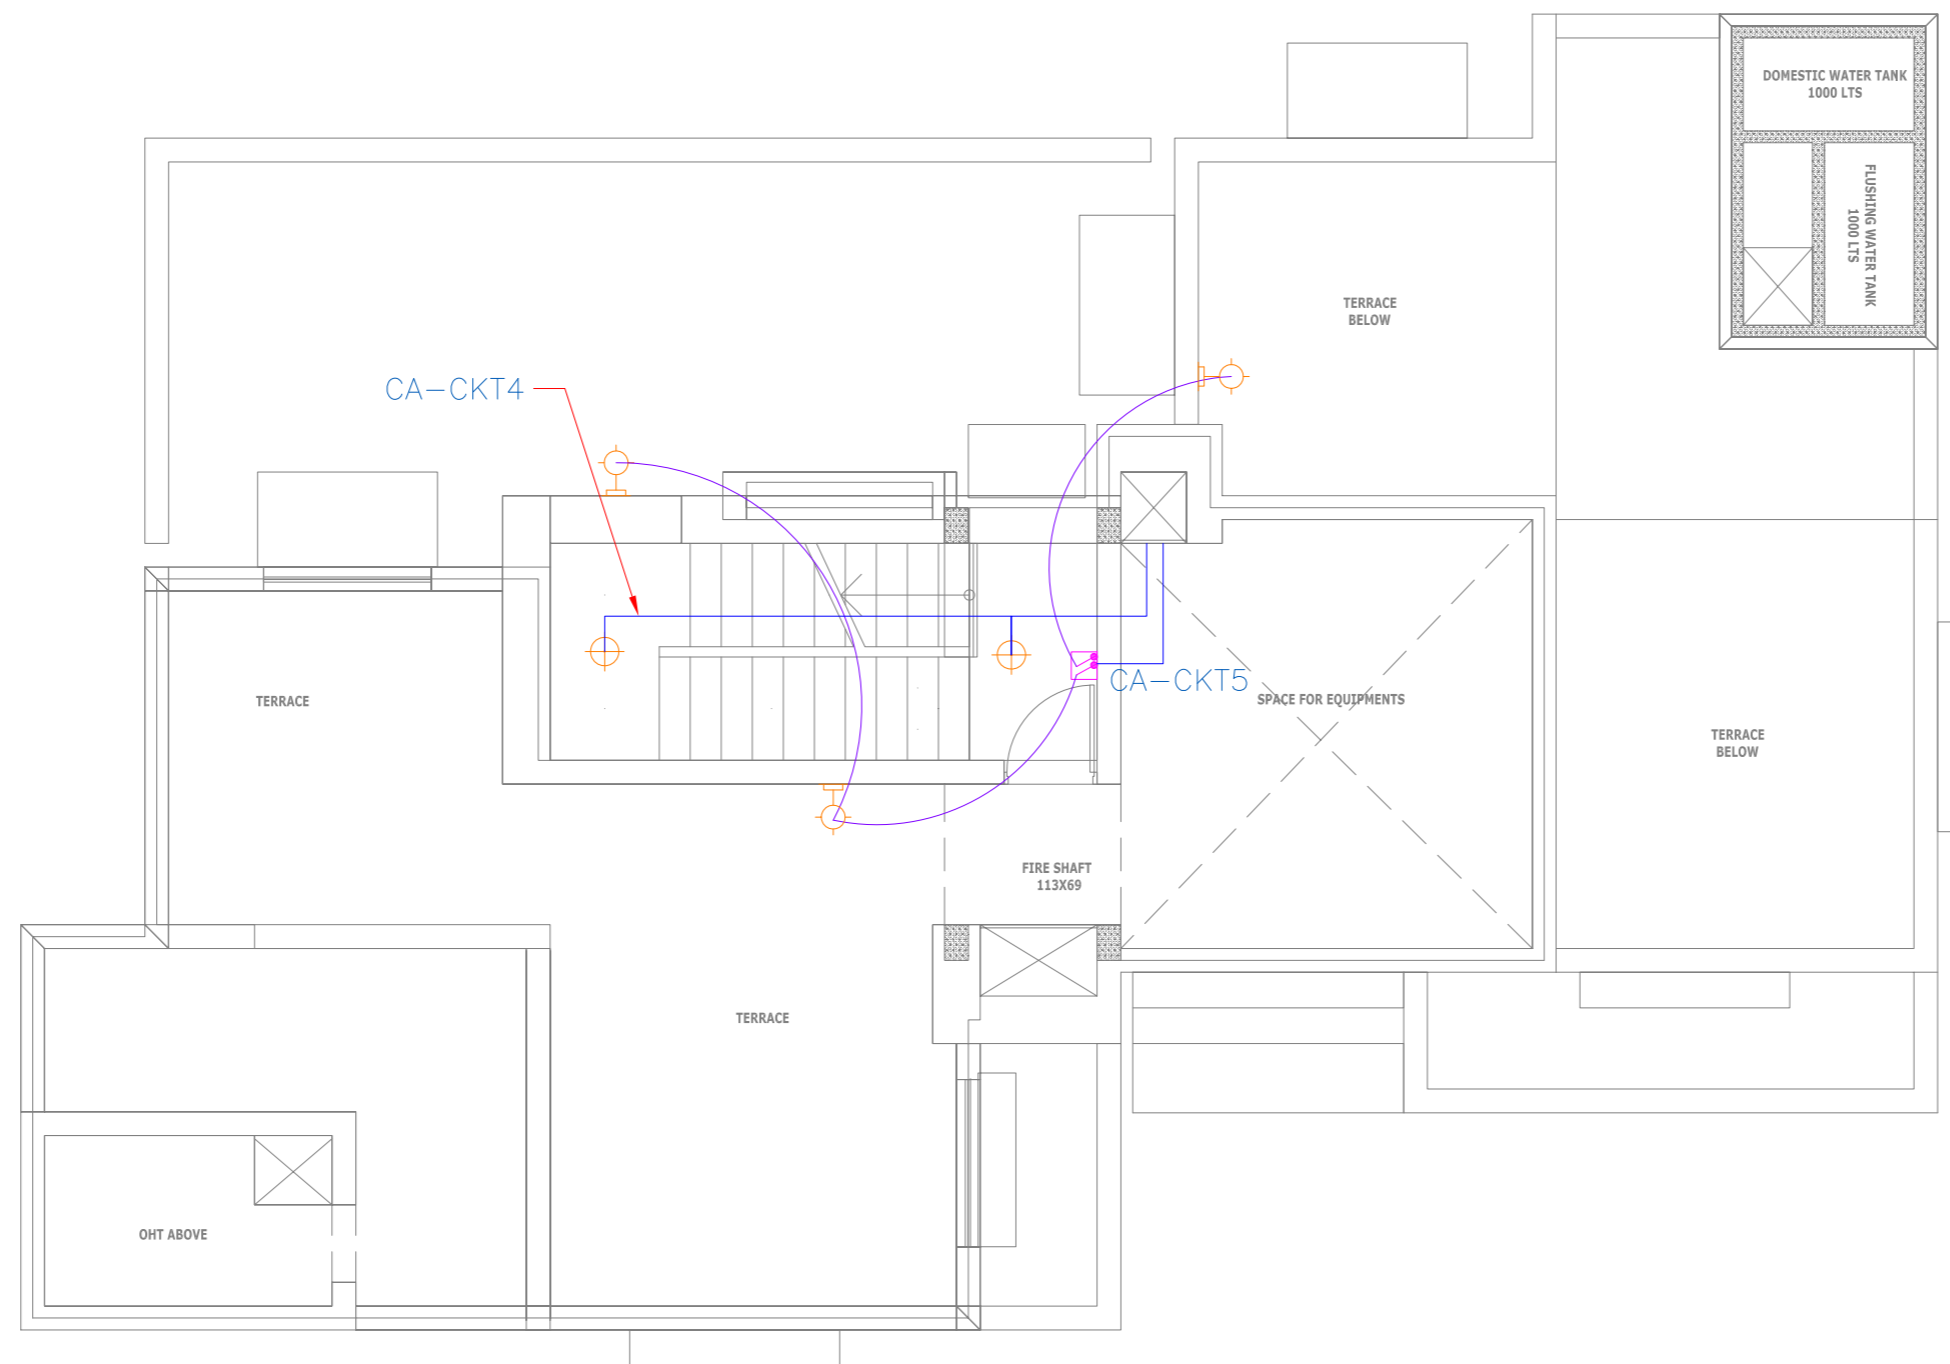 DOMESTIC WATER TANK
1000 LTS
FLUSHING WATER TANK
1000 LTS
TERRACE
BELOW
CA-CKT4
CA-CKT5
TERRACE
SPACE FOR EQUIPMENTS
TERRACE
BELOW
FIRE SHAFT
113X69
TERRACE
OHT ABOVE